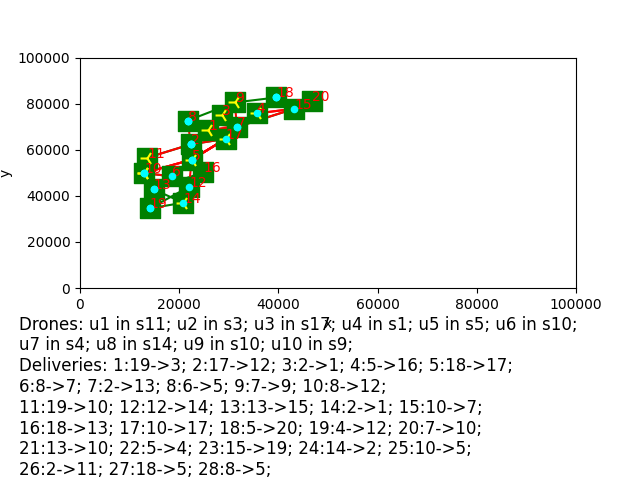 100000
80000
60000
40000
20000
0
y
0 20000 40000 60000 80000 100000
x
18
20
11
16
12
14
Drones: u1 in s11; u2 in s3; u3 in s17; u4 in s1; u5 in s5; u6 in s10;
u7 in s4; u8 in s14; u9 in s10; u10 in s9;
Deliveries: 1:19->3; 2:17->12; 3:2->1; 4:5->16; 5:18->17;
6:8->7; 7:2->13; 8:6->5; 9:7->9; 10:8->12;
11:19->10; 12:12->14; 13:13->15; 14:2->1; 15:10->7;
16:18->13; 17:10->17; 18:5->20; 19:4->12; 20:7->10;
21:13->10; 22:5->4; 23:15->19; 24:14->2; 25:10->5;
26:2->11; 27:18->5; 28:8->5;